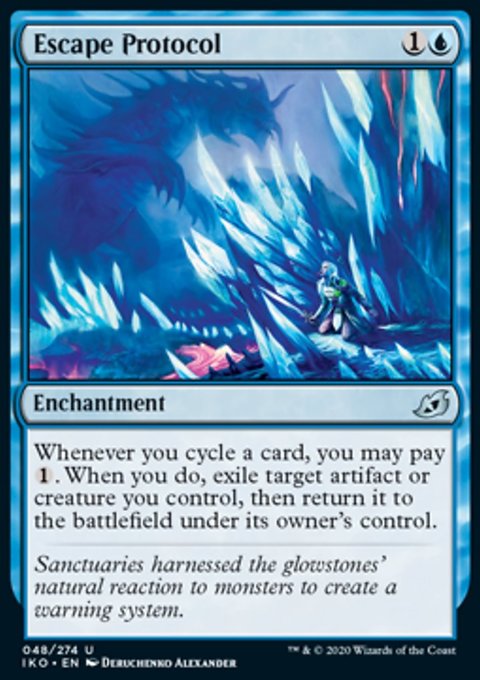 Escape Protocol 1
Enchantment
Whenever you cycle a card, you may pay
1. When you do, exile target artifact or
creature you control, then return it to
the battlefield under its owner's control.
Sanctuaries harnessed the glowstones'
natural reaction to monsters to create a
warning system.
048/274 U
IKO • EN Deruchenko Alexander
™ & © 2020 Wizards of the Coast